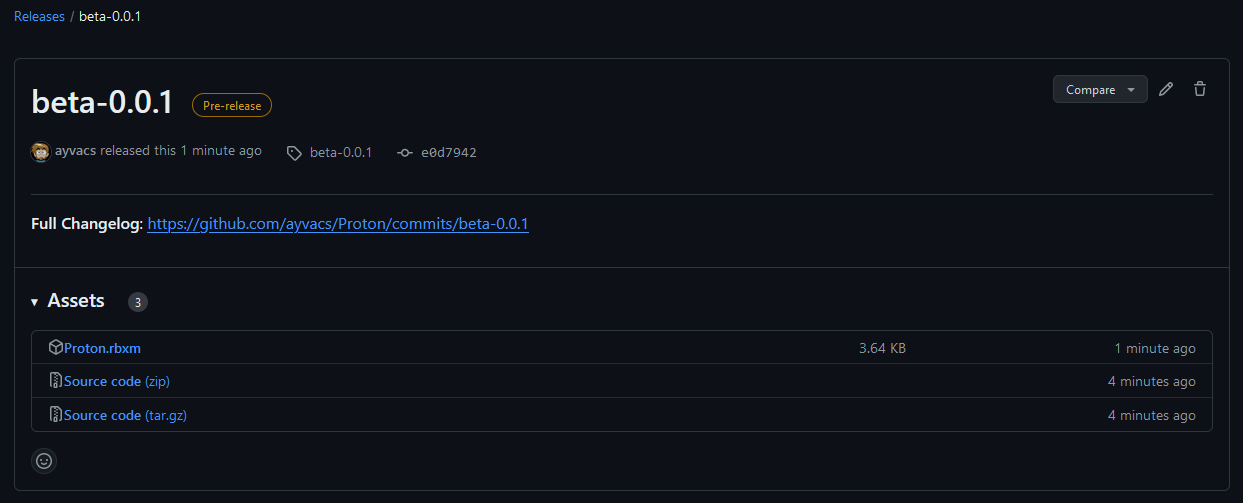 Releases / beta-0.0.1
beta-0.0.1 Pre-release Compare
ayvacs released this 1 minute ago beta-0.0.1 e0d7942
Full Changelog: https://github.com/ayvacs/Proton/commits/beta-0.0.1
Assets 3
Proton.rbxm 3.64 KB 1 minute ago
Source code (zip) 4 minutes ago
Source code (tar.gz) 4 minutes ago